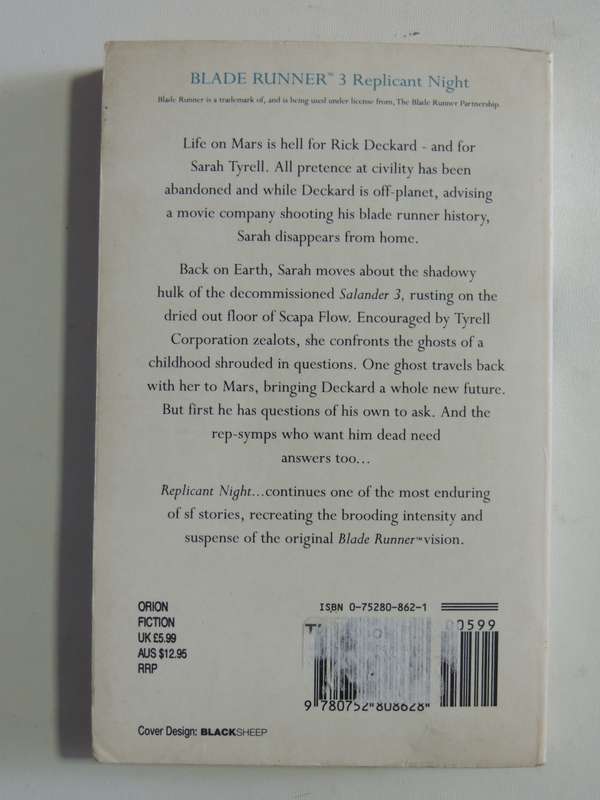 BLADE RUNNER™ 3 Replicant Night
Blade Runner is a trademark of, and is being used under license from, The Blade Runner Partnership.
Life on Mars is hell for Rick Deckard - and for
Sarah Tyrell. All pretence at civility has been
abandoned and while Deckard is off-planet, advising
a movie company shooting his blade runner history,
Sarah disappears from home.
Back on Earth, Sarah moves about the shadowy
hulk of the decommissioned Salander 3, rusting on the
dried out floor of Scapa Flow. Encouraged by Tyrell
Corporation zealots, she confronts the ghosts of a
childhood shrouded in questions. One ghost travels back
with her to Mars, bringing Deckard a whole new future.
But first he has questions of his own to ask. And the
rep-symps who want him dead need
answers too...
Replicant Night...continues one of the most enduring
of sf stories, recreating the brooding intensity and
suspense of the original Blade Runner™ vision.
ORION
FICTION
UK £5.99
AUS $12.95
RRP
ISBN 0-75280-862-1
00599
9 780752 808628
Cover Design: BLACKSHEEP